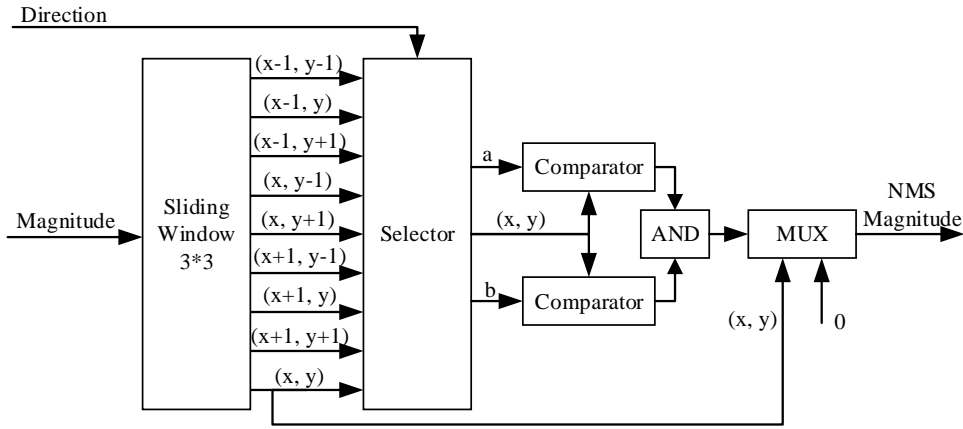 Direction
Magnitude
Sliding
Window
3*3
(x-1, y-1)
(x-1, y)
(x-1, y+1)
(x, y-1)
(x, y+1)
(x+1, y-1)
(x+1, y)
(x+1, y+1)
(x, y)
Selector
a
(x, y)
b
Comparator
Comparator
AND
MUX
(x, y)
0
NMS
Magnitude